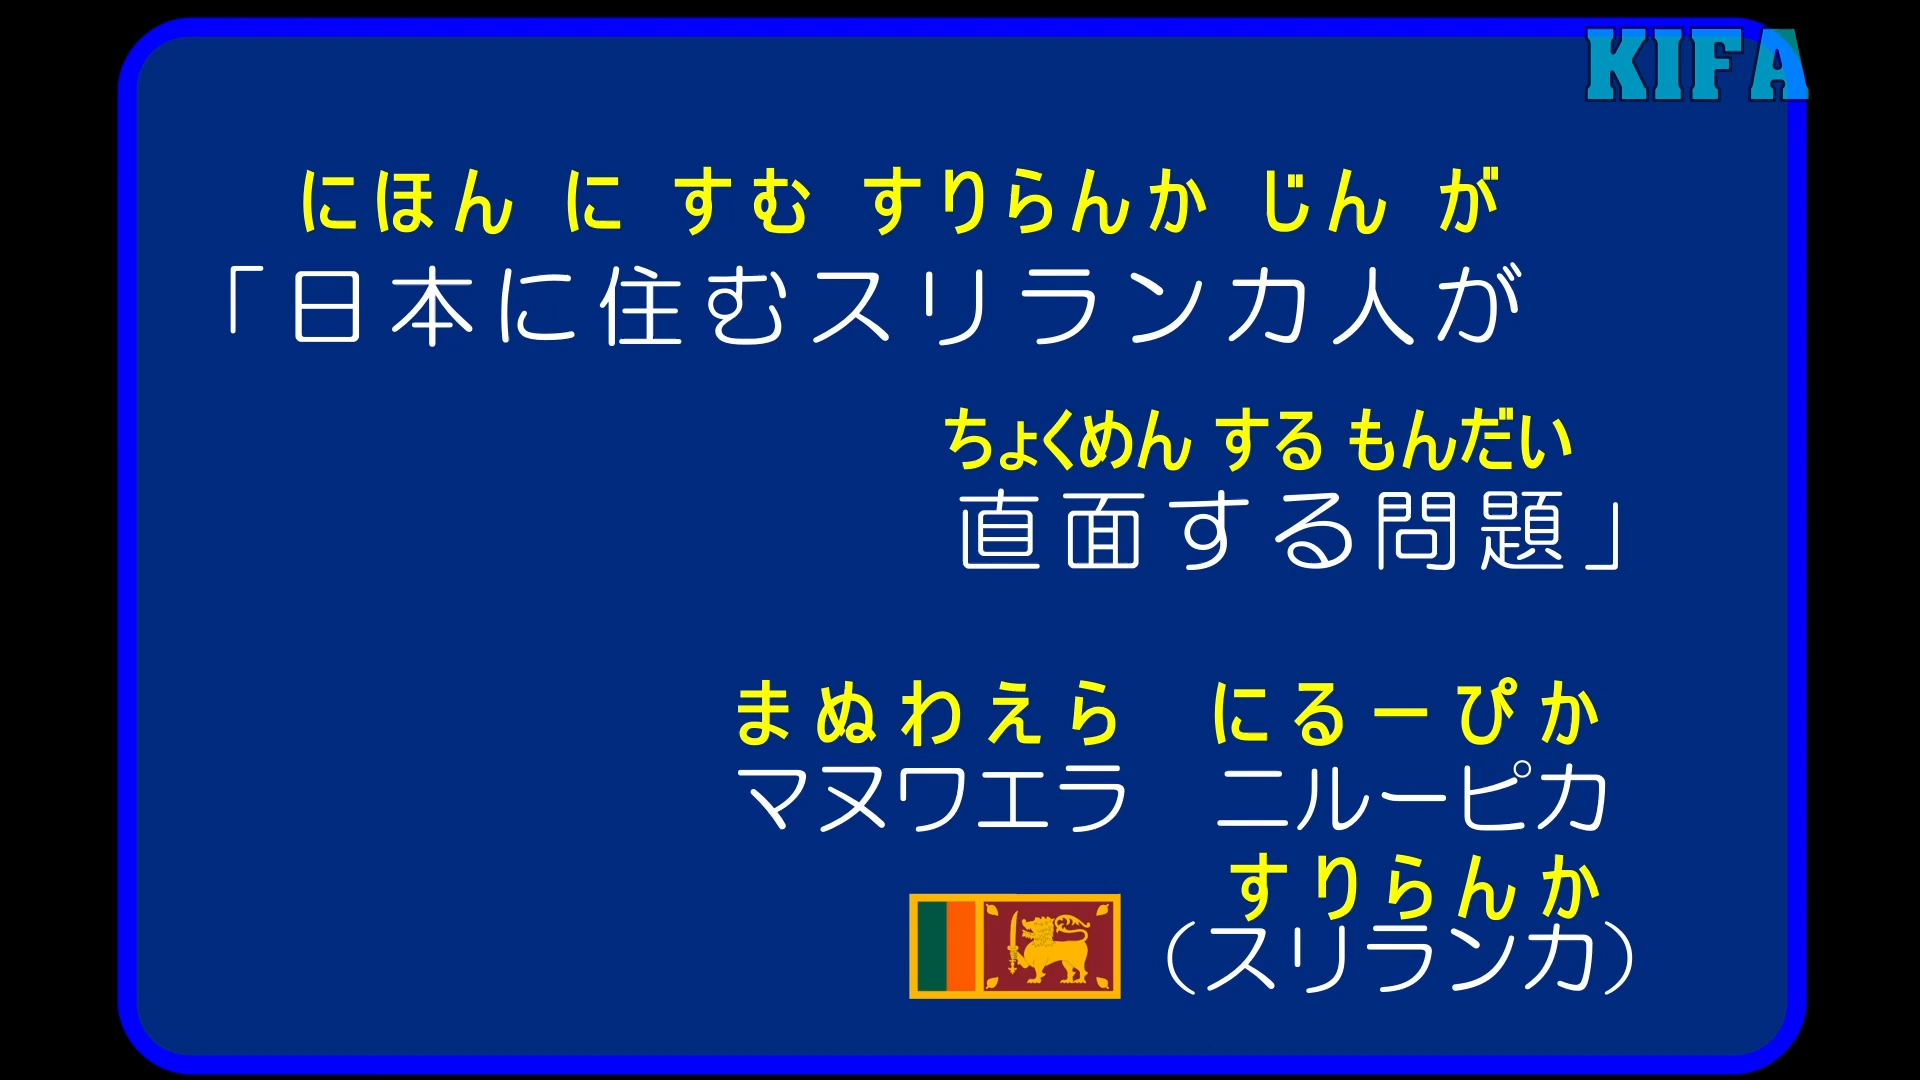 KIFA
にほん に すむ すりらんか じん が
「日本に住むスリランカ人が
ちょくめん する もんだい
直面する問題」
まぬわえら にるーぴか
マヌワエラ ニルーピカ
すりらんか
（スリランカ）